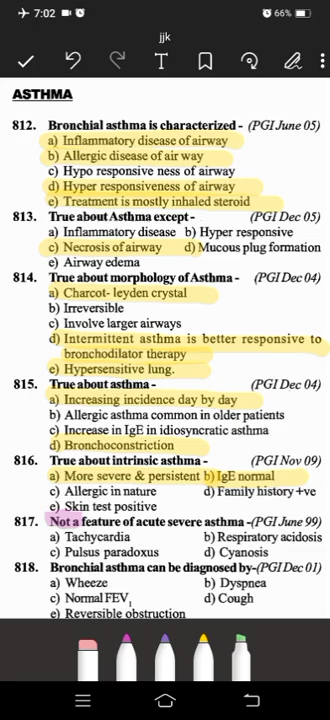 7:02 66%
jjk
T
ASTHMA
812. Bronchial asthma is characterized - (PGI June 05)
a) Inflammatory disease of airway
b) Allergic disease of air way
c) Hypo responsive ness of airway
d) Hyper responsiveness of airway
e) Treatment is mostly inhaled steroid
813. True about Asthma except - (PGI Dec 05)
a) Inflammatory disease b) Hyper responsive
c) Necrosis of airway d) Mucous plug formation
e) Airway edema
814. True about morphology of Asthma - (PGI Dec 04)
a) Charcot- leyden crystal
b) Irreversible
c) Involve larger airways
d) Intermittent asthma is better responsive to
bronchodilator therapy
e) Hypersensitive lung.
815. True about asthma - (PGI Dec 04)
a) Increasing incidence day by day
b) Allergic asthma common in older patients
c) Increase in IgE in idiosyncratic asthma
d) Bronchoconstriction
816. True about intrinsic asthma - (PGI Nov 09)
a) More severe & persistent b) IgE normal
c) Allergic in nature d) Family history +ve
e) Skin test positive
817. Not a feature of acute severe asthma -(PGI June 99)
a) Tachycardia b) Respiratory acidosis
c) Pulsus paradoxus d) Cyanosis
818. Bronchial asthma can be diagnosed by-(PGI Dec 01)
a) Wheeze b) Dyspnea
c) Normal FEV₁ d) Cough
e) Reversible obstruction